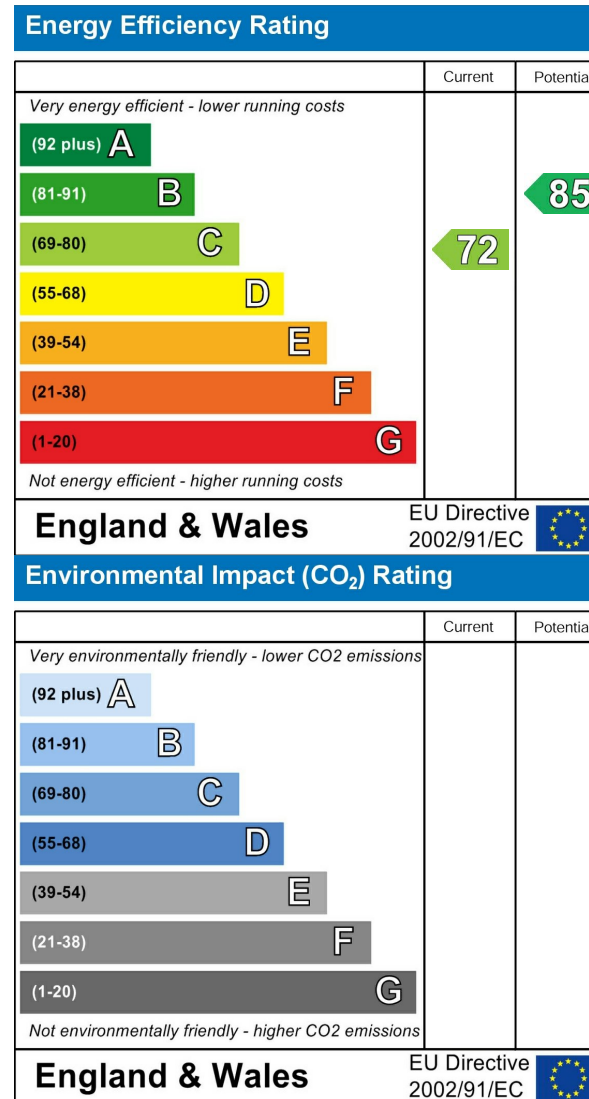 Energy Efficiency Rating
Current Potentia
Very energy efficient - lower running costs
(92 plus) A
(81-91) B
85
(69-80) C
72
(55-68) D
(39-54) E
(21-38) F
(1-20) G
Not energy efficient - higher running costs
England & Wales
EU Directive
2002/91/EC
Environmental Impact (CO₂) Rating
Current Potentia
Very environmentally friendly - lower CO2 emissions
(92 plus) A
(81-91) B
(69-80) C
(55-68) D
(39-54) E
(21-38) F
(1-20) G
Not environmentally friendly - higher CO2 emissions
England & Wales
EU Directive
2002/91/EC